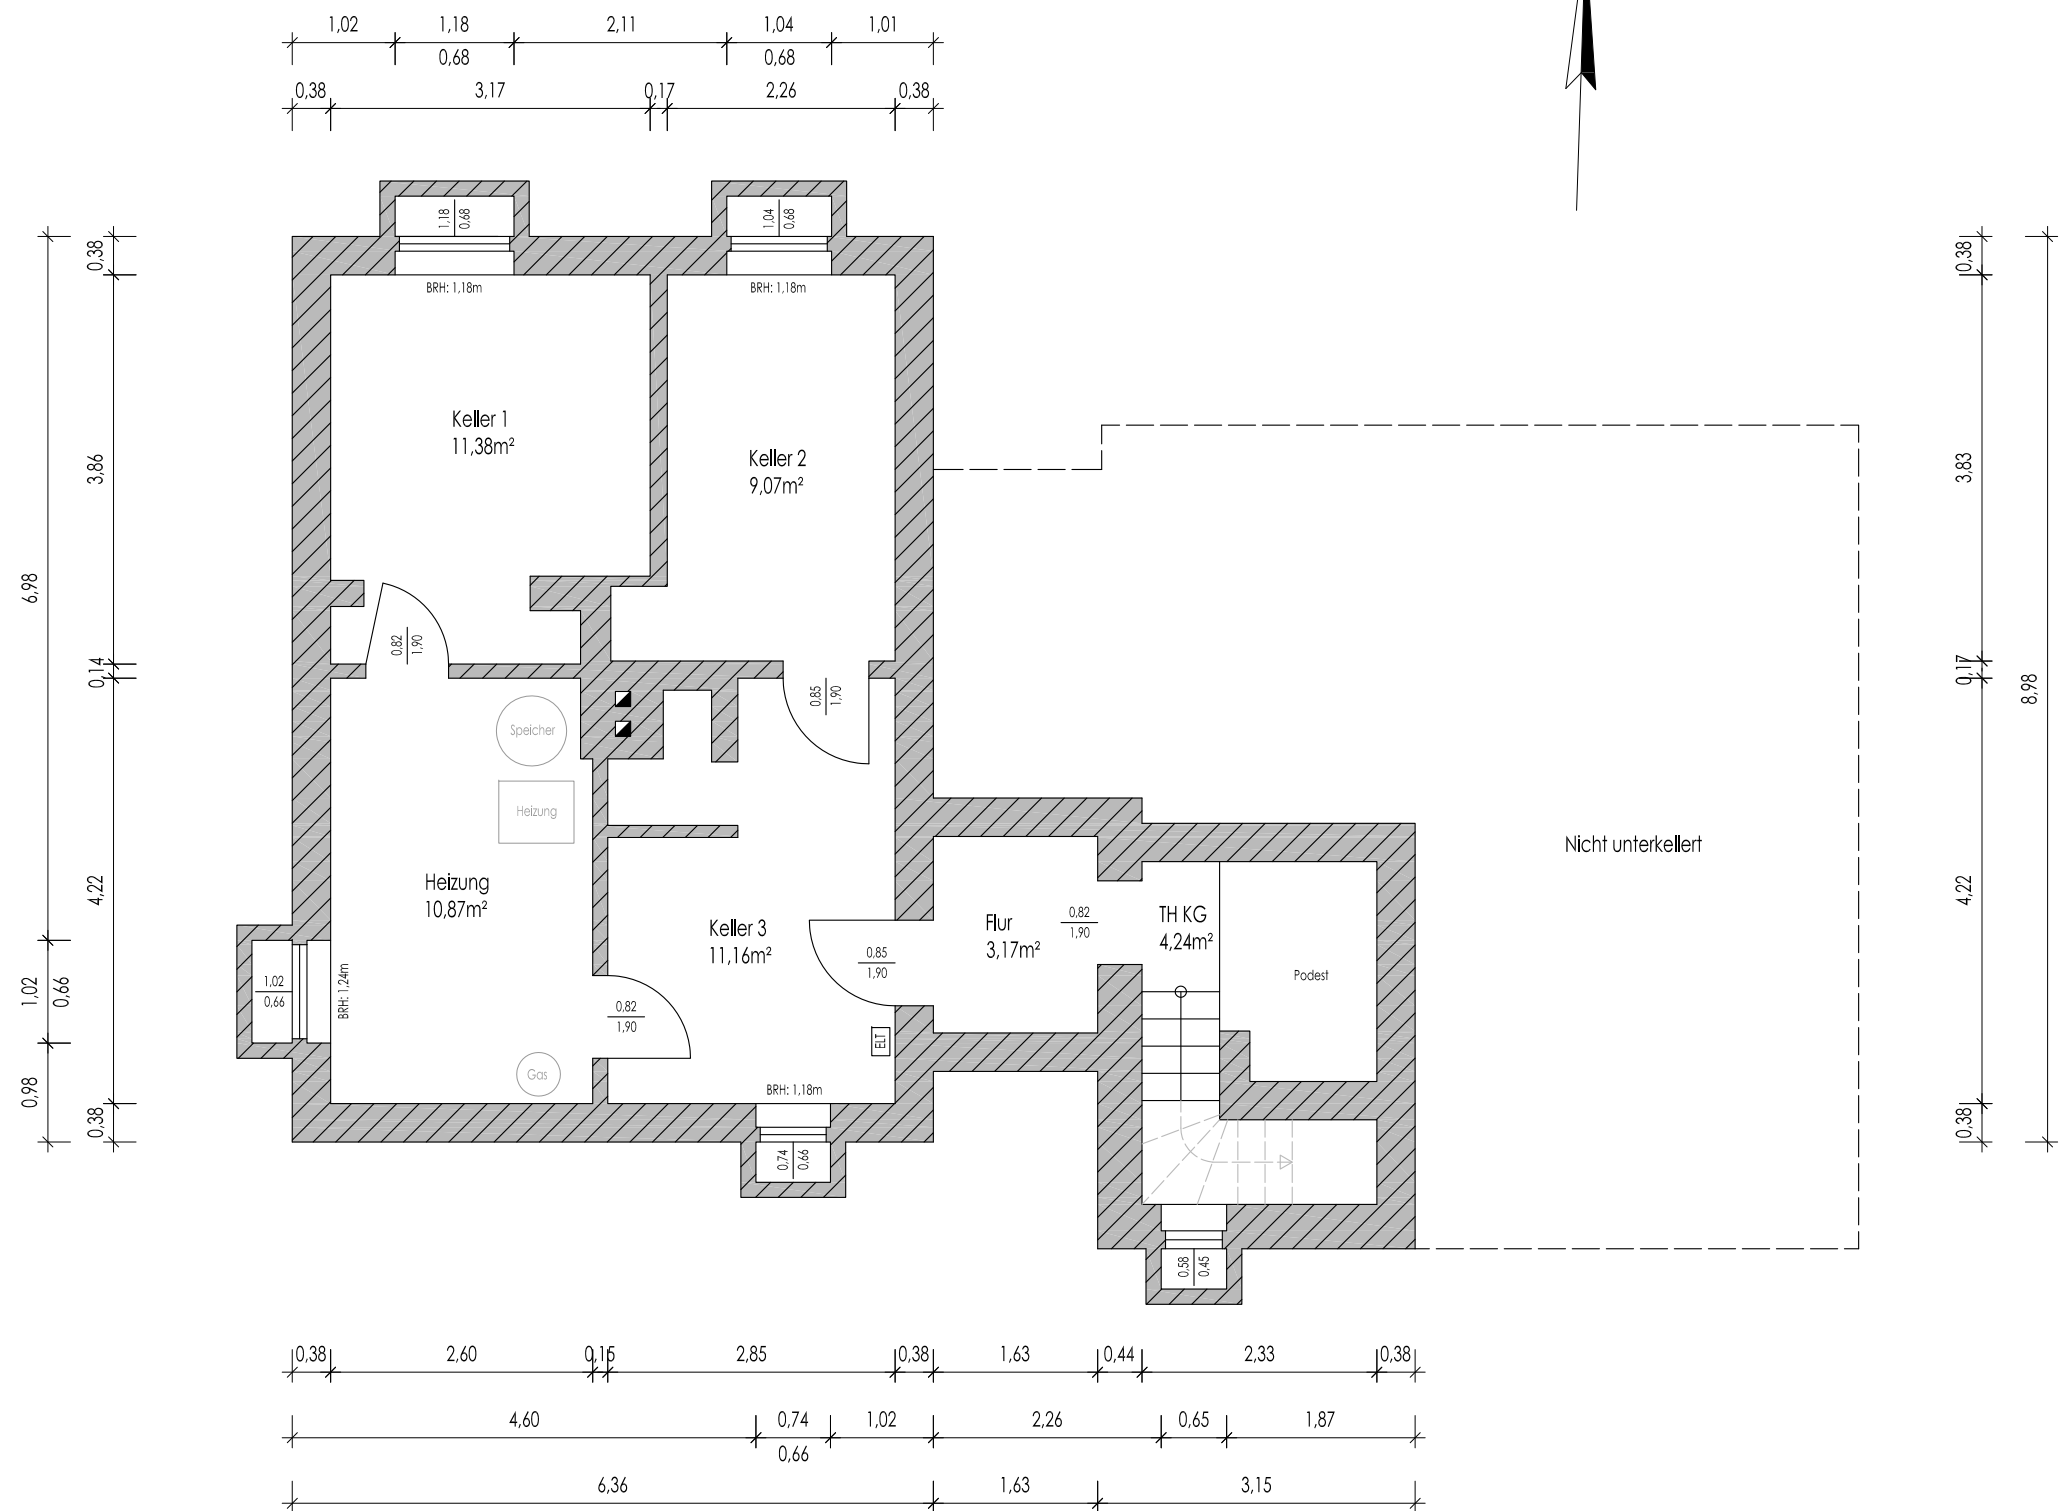 1,02 1,18 2,11 1,04 1,01
0,68 0,68
0,38 3,17 0,17 2,26 0,38
1,18 0,68
1,04 0,68
BRH: 1,18m
BRH: 1,18m
0,38
3,86
0,14
4,22
0,38
6,98
1,02
0,66
0,98
0,38
3,83
0,17
4,22
0,38
8,98
Keller 1
11,38m²
Keller 2
9,07m²
0,82
1,90
0,85
1,90
Speicher
Heizung
Heizung
10,87m²
Keller 3
11,16m²
Flur
3,17m²
0,82
1,90
TH KG
4,24m²
Nicht unterkellert
Podest
0,85
1,90
1,02
0,66
BRH: 1,24m
0,82
1,90
ELT
Gas
BRH: 1,18m
0,74
0,66
0,58
0,45
0,38 2,60 0,15 2,85 0,38 1,63 0,44 2,33 0,38
4,60 0,74 1,02 2,26 0,65 1,87
0,66
6,36 1,63 3,15